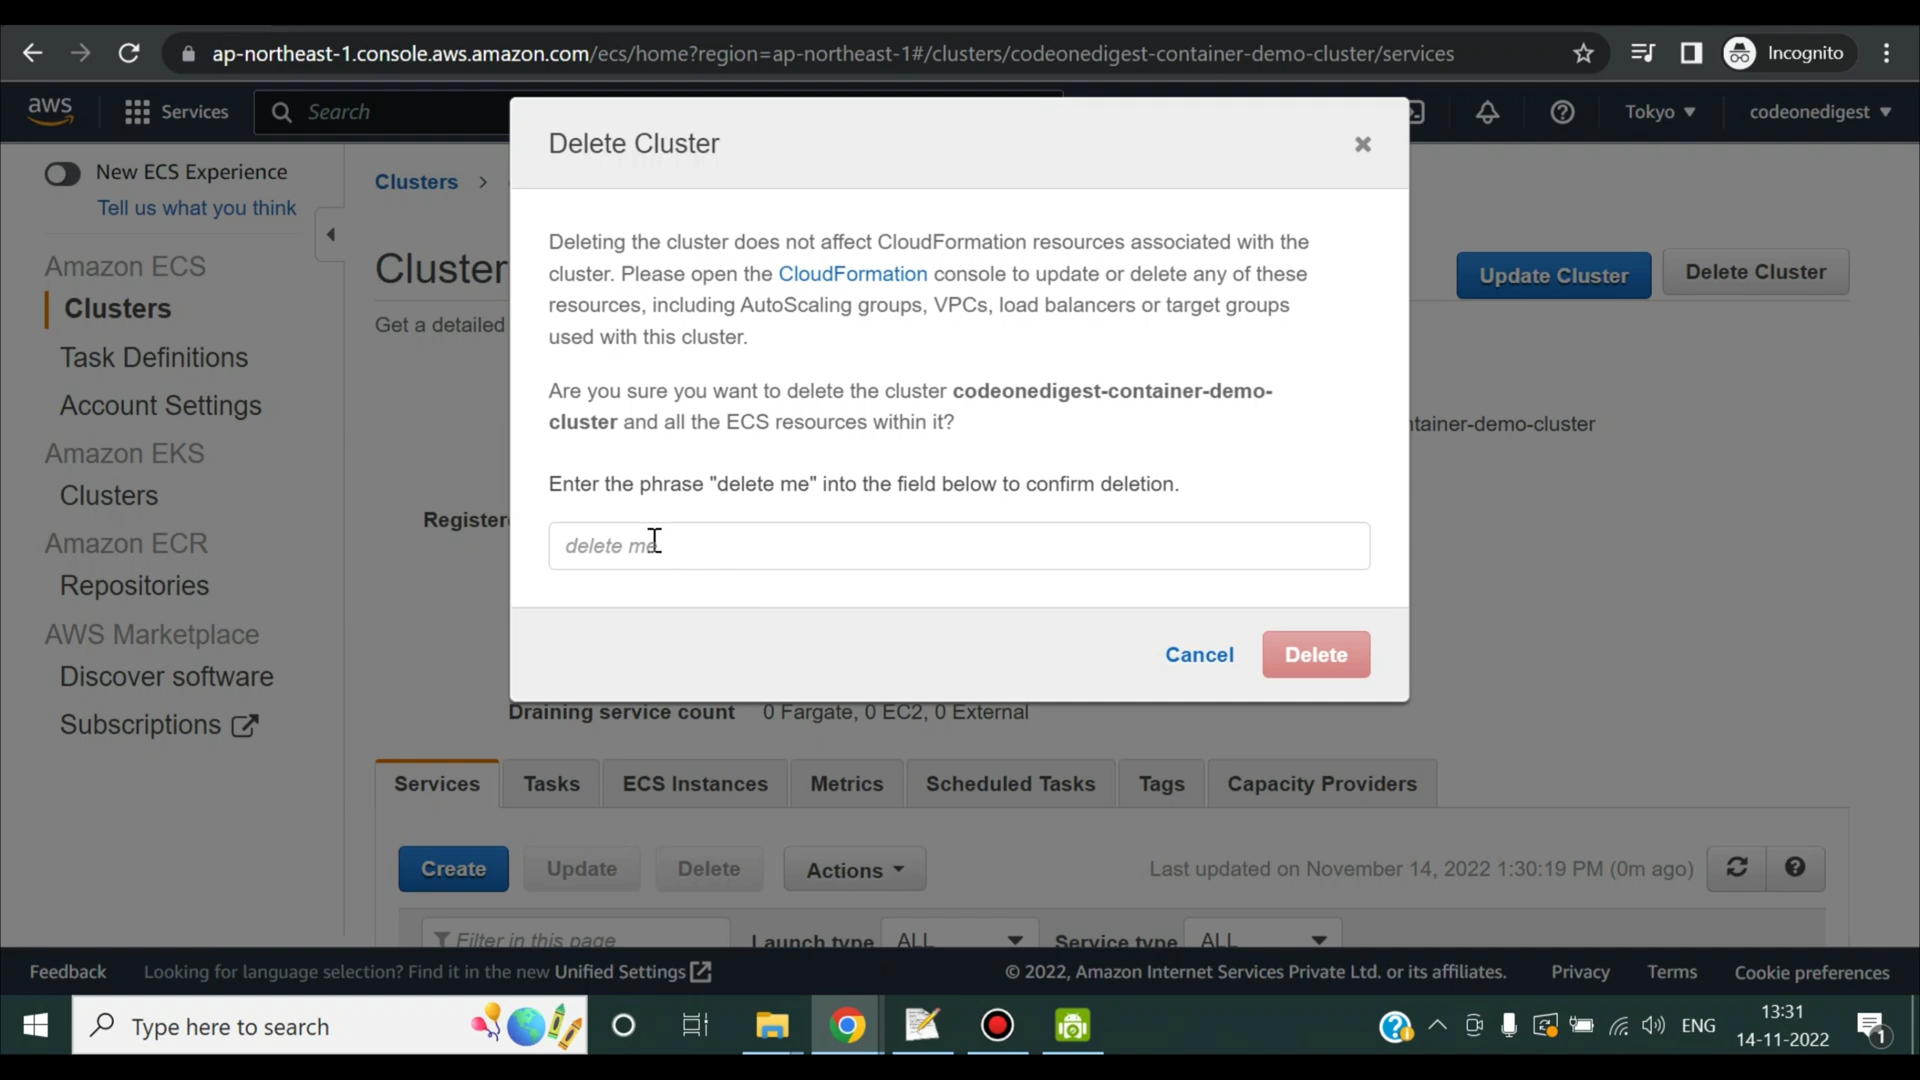 ap-northeast-1.console.aws.amazon.com/ecs/home?region=ap-northeast-1#/clusters/codeonedigest-container-demo-cluster/services
Incognito
aws
Services
Search
Tokyo
codeonedigest
New ECS Experience
Tell us what you think
Amazon ECS
Clusters
Task Definitions
Account Settings
Amazon EKS
Clusters
Amazon ECR
Repositories
AWS Marketplace
Discover software
Subscriptions
Clusters >
Cluster
Get a detailed
Update Cluster
Delete Cluster
Delete Cluster
Deleting the cluster does not affect CloudFormation resources associated with the
cluster. Please open the CloudFormation console to update or delete any of these
resources, including AutoScaling groups, VPCs, load balancers or target groups
used with this cluster.
Are you sure you want to delete the cluster codeonedigest-container-demo-
cluster and all the ECS resources within it?
Enter the phrase "delete me" into the field below to confirm deletion.
delete me
Cancel
Delete
tainer-demo-cluster
Register
Draining service count 0 Fargate, 0 EC2, 0 External
Services
Tasks
ECS Instances
Metrics
Scheduled Tasks
Tags
Capacity Providers
Create
Update
Delete
Actions
Last updated on November 14, 2022 1:30:19 PM (0m ago)
Filter in this page
Launch type ALL
Service type ALL
Feedback
Looking for language selection? Find it in the new Unified Settings
© 2022, Amazon Internet Services Private Ltd. or its affiliates.
Privacy
Terms
Cookie preferences
Type here to search
ENG
13:31
14-11-2022
1